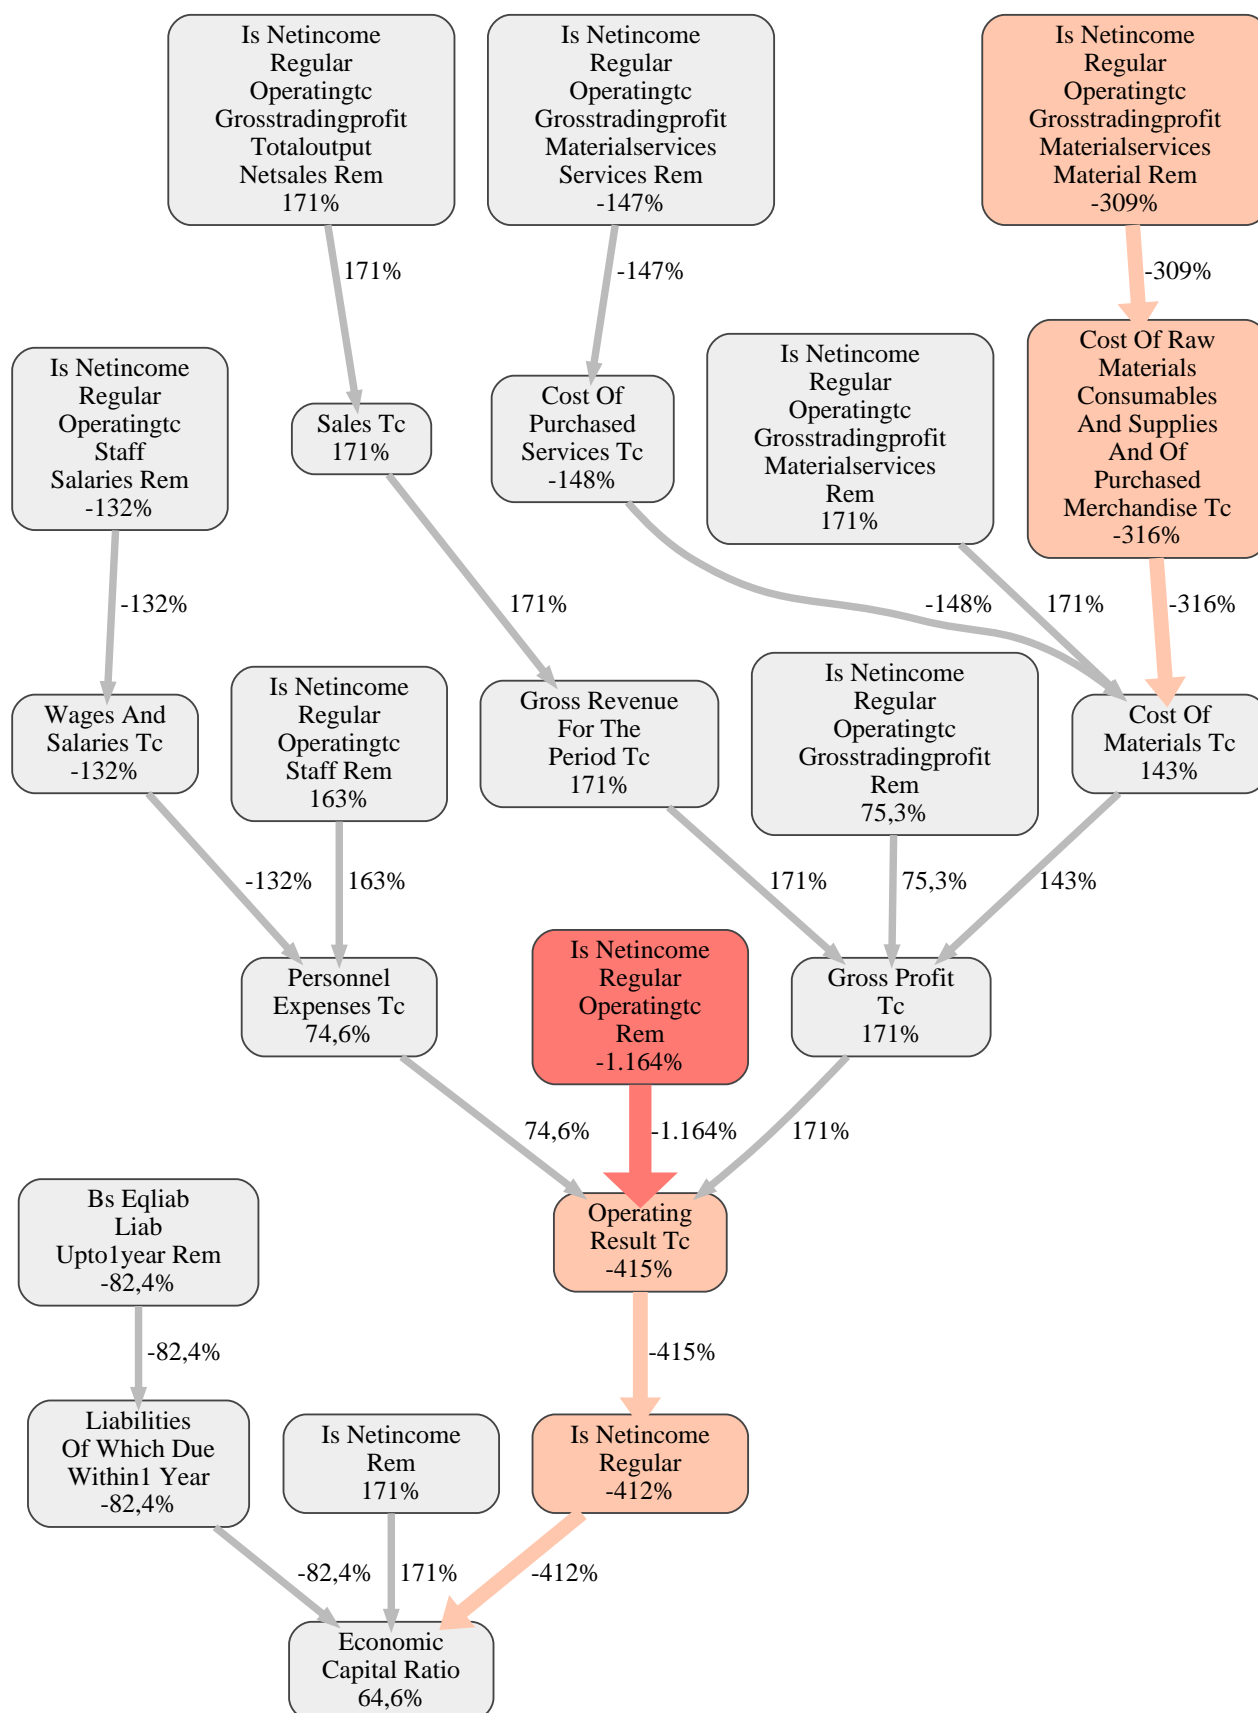 Is Netincome
Regular
Operatingtc
Grosstradingprofit
Totaloutput
Netsales Rem
171%
Is Netincome
Regular
Operatingtc
Grosstradingprofit
Materialservices
Services Rem
-147%
Is Netincome
Regular
Operatingtc
Grosstradingprofit
Materialservices
Material Rem
-309%
171%
-147%
-309%
Is Netincome
Regular
Operatingtc
Staff
Salaries Rem
-132%
Sales Tc
171%
Cost Of
Purchased
Services Tc
-148%
Is Netincome
Regular
Operatingtc
Grosstradingprofit
Materialservices
Rem
171%
Cost Of Raw
Materials
Consumables
And Supplies
And Of
Purchased
Merchandise Tc
-316%
-132%
171%
-148%
171%
-316%
Wages And
Salaries Tc
-132%
Is Netincome
Regular
Operatingtc
Staff Rem
163%
Gross Revenue
For The
Period Tc
171%
Is Netincome
Regular
Operatingtc
Grosstradingprofit
Rem
75,3%
Cost Of
Materials Tc
143%
-132%
163%
171%
75,3%
143%
Personnel
Expenses Tc
74,6%
Is Netincome
Regular
Operatingtc
Rem
-1.164%
Gross Profit
Tc
171%
74,6%
-1.164%
171%
Bs Eqliab
Liab
Upto1year Rem
-82,4%
Operating
Result Tc
-415%
-82,4%
-415%
Liabilities
Of Which Due
Within1 Year
-82,4%
Is Netincome
Rem
171%
Is Netincome
Regular
-412%
-82,4%
171%
-412%
Economic
Capital Ratio
64,6%